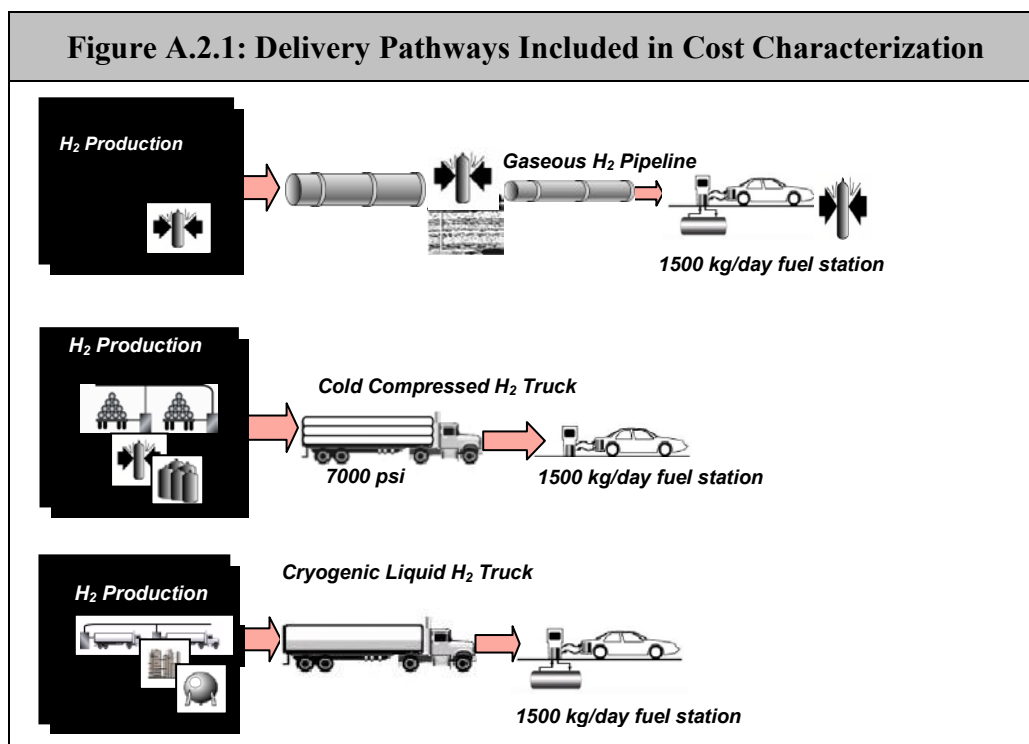 Figure A.2.1: Delivery Pathways Included in Cost Characterization
H₂ Production
Gaseous H₂ Pipeline
1500 kg/day fuel station
H₂ Production
Cold Compressed H₂ Truck
7000 psi
1500 kg/day fuel station
H₂ Production
Cryogenic Liquid H₂ Truck
1500 kg/day fuel station